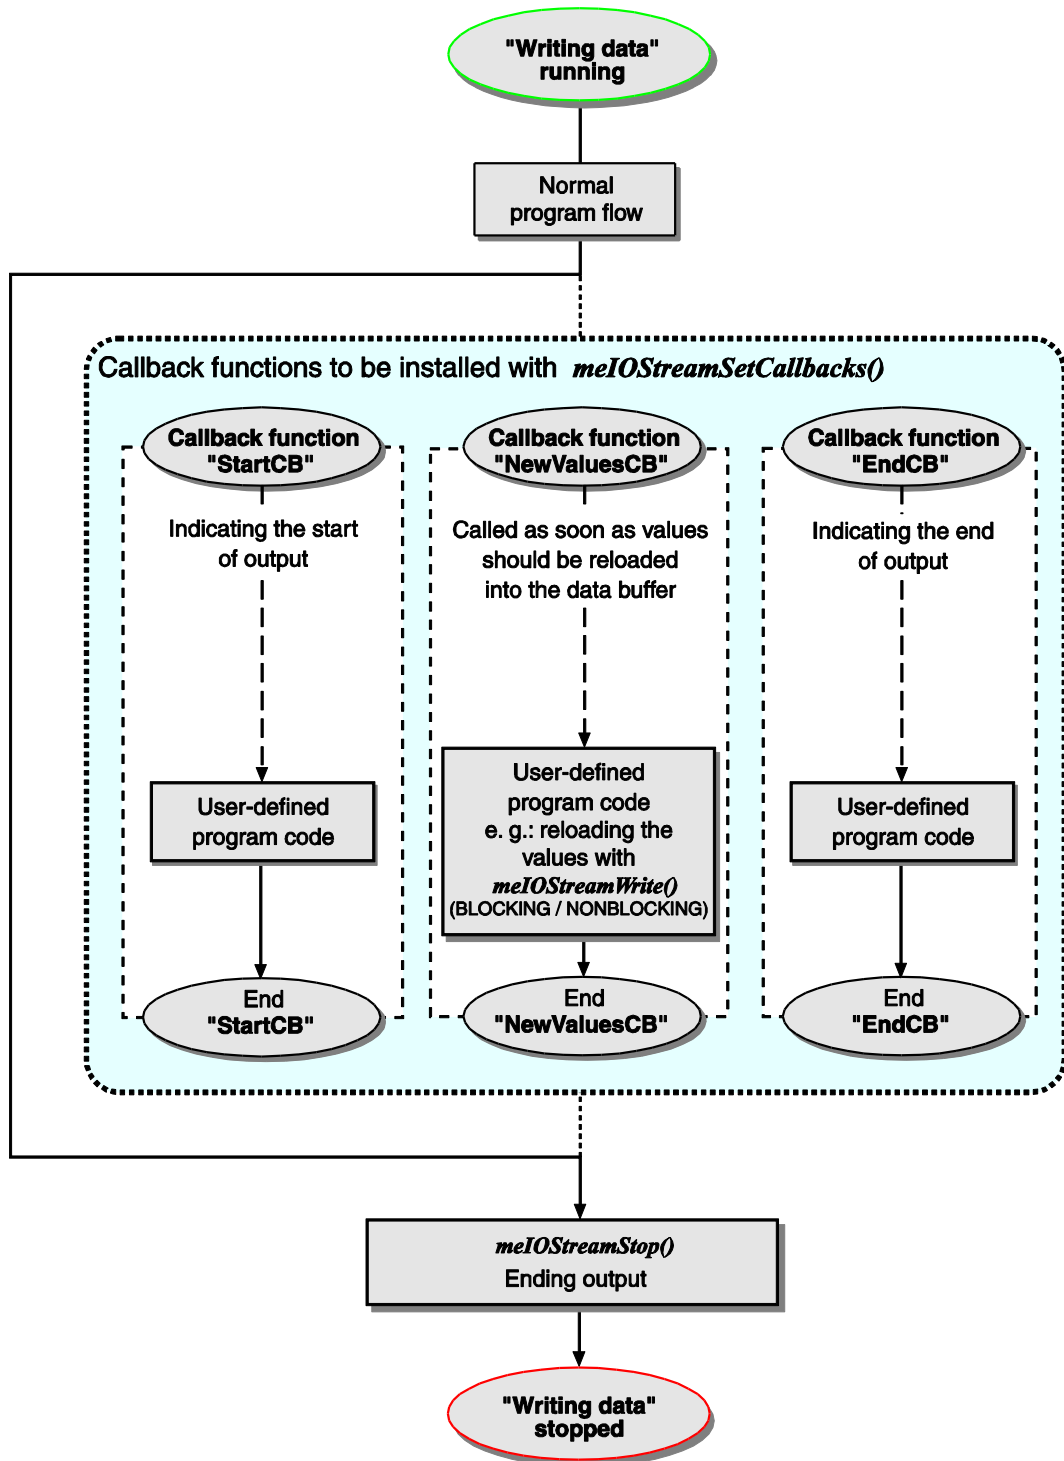 "Writing data"
running
Normal
program flow
Callback functions to be installed with meIOStreamSetCallbacks()
Callback function
"StartCB"
Indicating the start
of output
User-defined
program code
End
"StartCB"
Callback function
"NewValuesCB"
Called as soon as values
should be reloaded
into the data buffer
User-defined
program code
e. g.: reloading the
values with
meIOStreamWrite()
(BLOCKING / NONBLOCKING)
End
"NewValuesCB"
Callback function
"EndCB"
Indicating the end
of output
User-defined
program code
End
"EndCB"
meIOStreamStop()
Ending output
"Writing data"
stopped